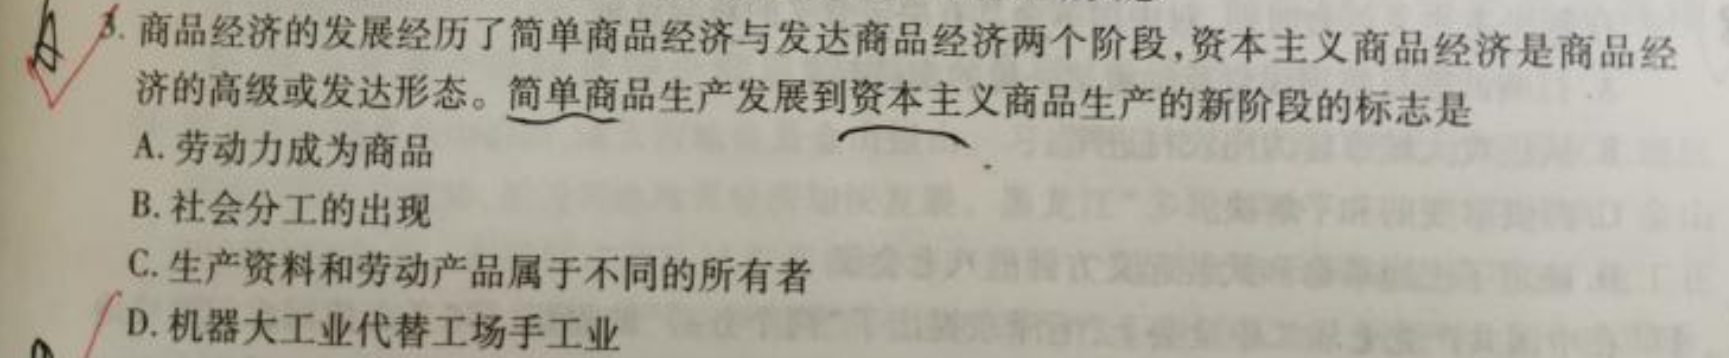 A 3. 商品经济的发展经历了简单商品经济与发达商品经济两个阶段,资本主义商品经济是商品经
济的高级或发达形态。简单商品生产发展到资本主义商品生产的新阶段的标志是
A. 劳动力成为商品
B. 社会分工的出现
C. 生产资料和劳动产品属于不同的所有者
D. 机器大工业代替工场手工业